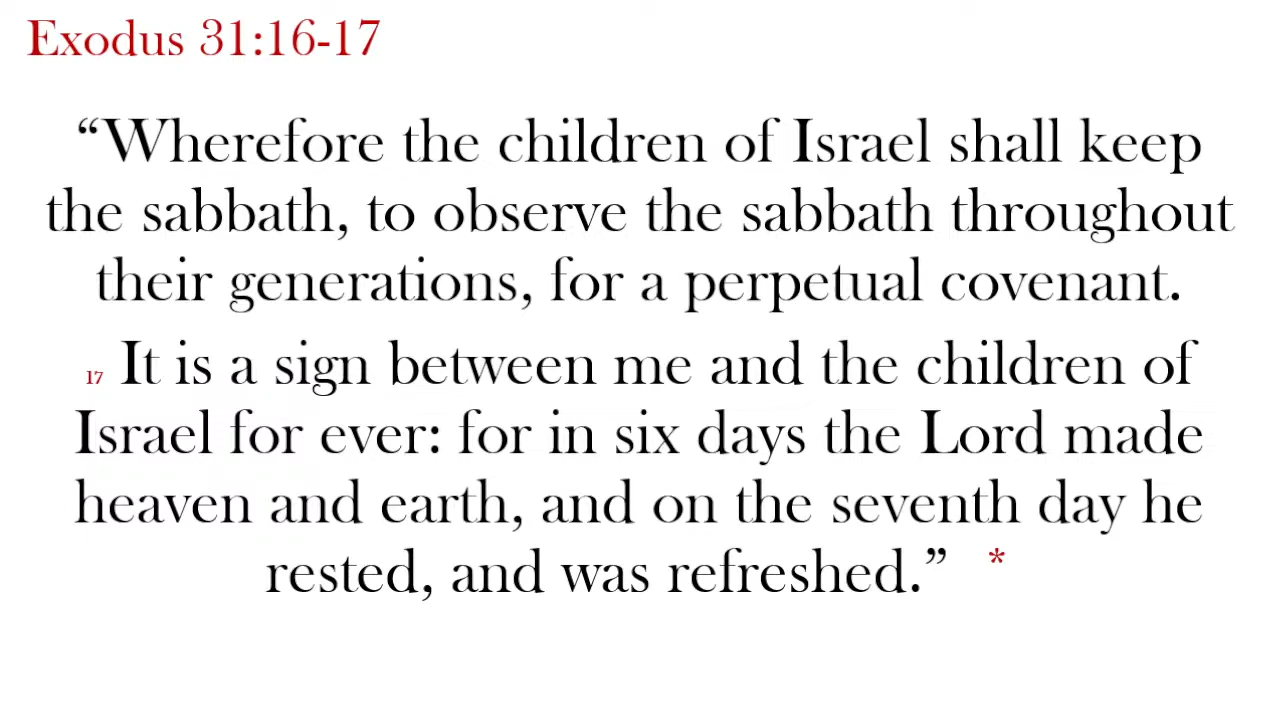 Exodus 31:16-17
“Wherefore the children of Israel shall keep
the sabbath, to observe the sabbath throughout
their generations, for a perpetual covenant.
17 It is a sign between me and the children of
Israel for ever: for in six days the Lord made
heaven and earth, and on the seventh day he
rested, and was refreshed.” *